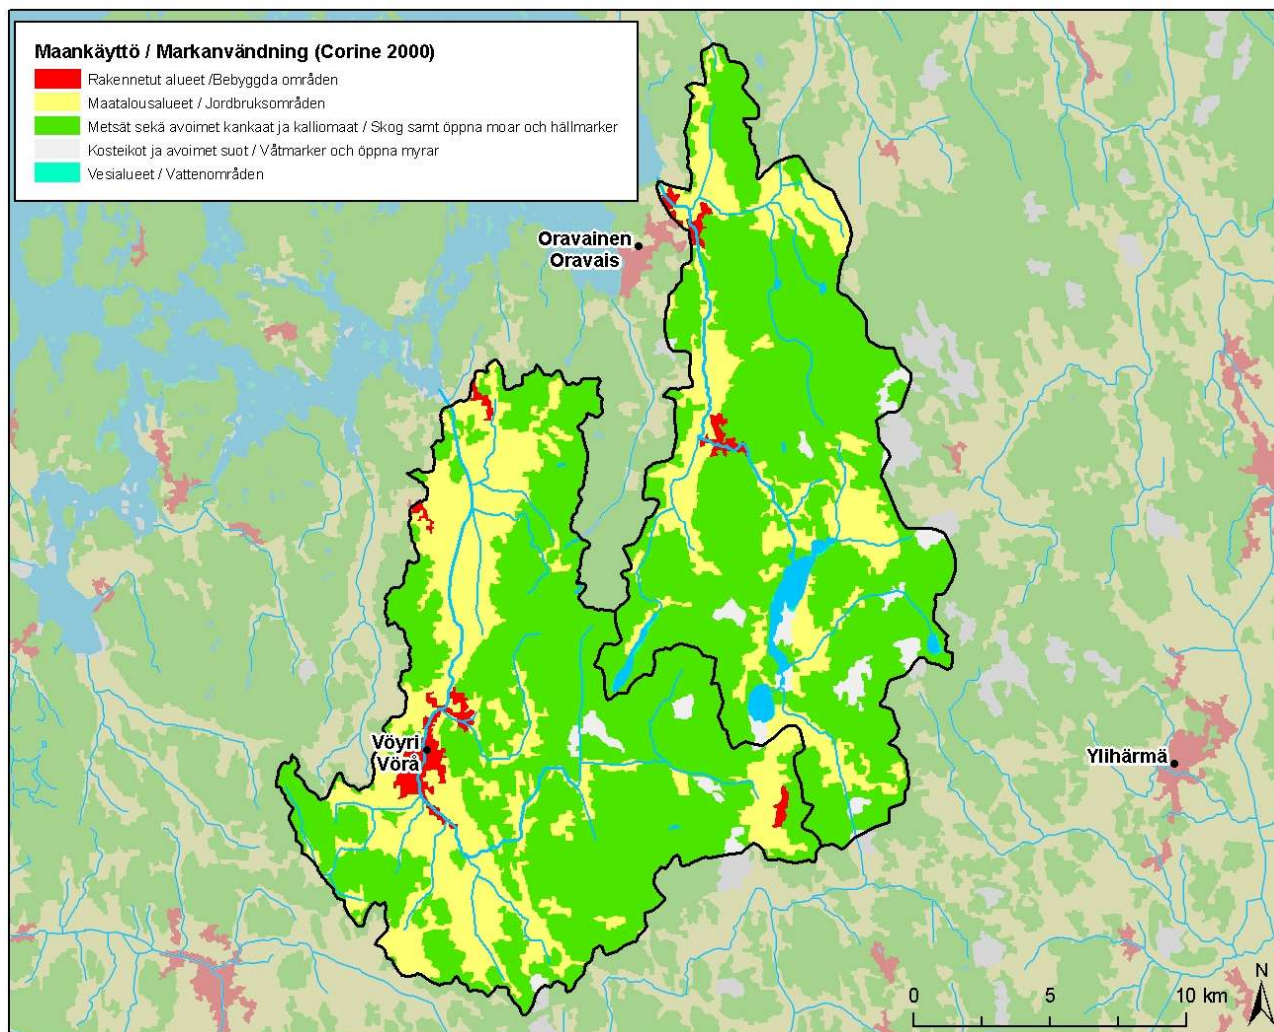 Maankäyttö / Markanvändning (Corine 2000)
Rakennetut alueet /Bebyggda områden
Maatalousalueet / Jordbruksområden
Metsät sekä avoimet kankaat ja kalliomaat / Skog samt öppna moar och hällmarker
Kosteikot ja avoimet suot / Våtmarker och öppna myrar
Vesialueet / Vattenområden
Oravainen
Oravais
Vöyri
Vörå
Ylihärmä
N
0 5 10 km